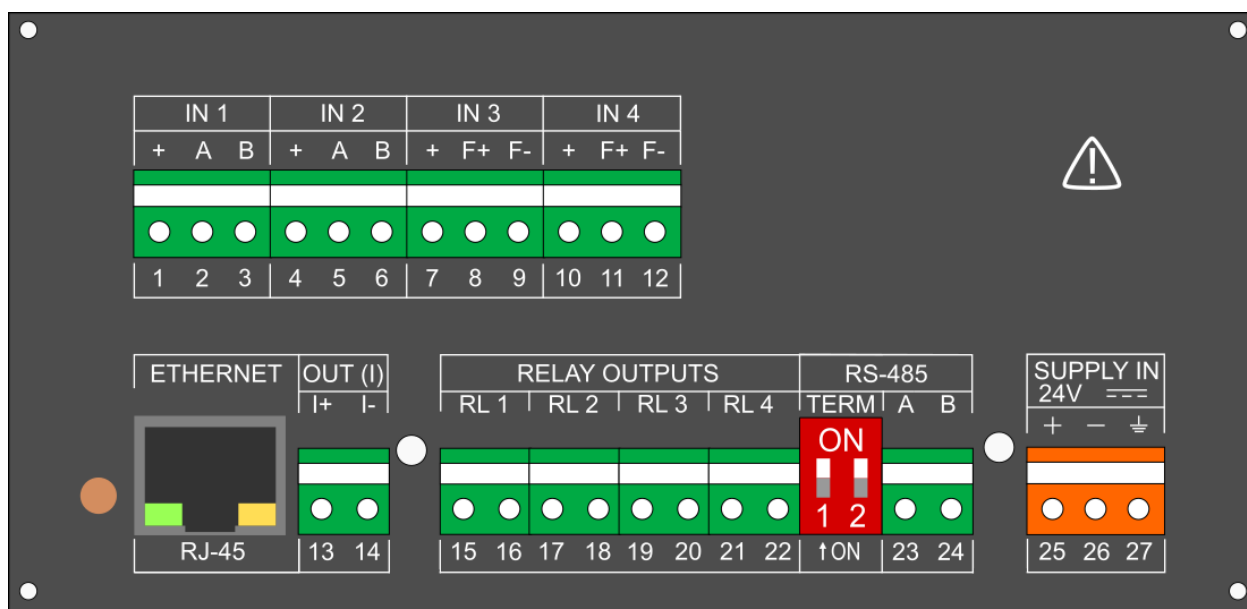 IN 1 IN 2 IN 3 IN 4
+ A B + A B + F+ F- + F+ F-
1 2 3 4 5 6 7 8 9 10 11 12
ETHERNET OUT (I) RELAY OUTPUTS RS-485 SUPPLY IN
I+ I- RL 1 RL 2 RL 3 RL 4 TERM A B 24V
+ −
ON
1 2
RJ-45 13 14 15 16 17 18 19 20 21 22 ↑ON 23 24 25 26 27